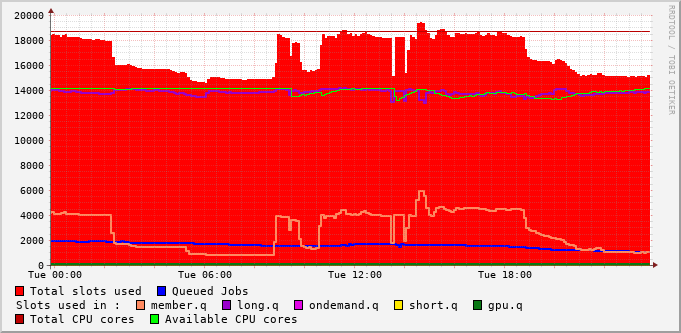 20000
18000
16000
14000
12000
10000
8000
6000
4000
2000
0
Tue 00:00 Tue 06:00 Tue 12:00 Tue 18:00
Total slots used Queued Jobs
Slots used in : member.q long.q ondemand.q short.q gpu.q
Total CPU cores Available CPU cores
RRDTOOL / TOBI OETIKER